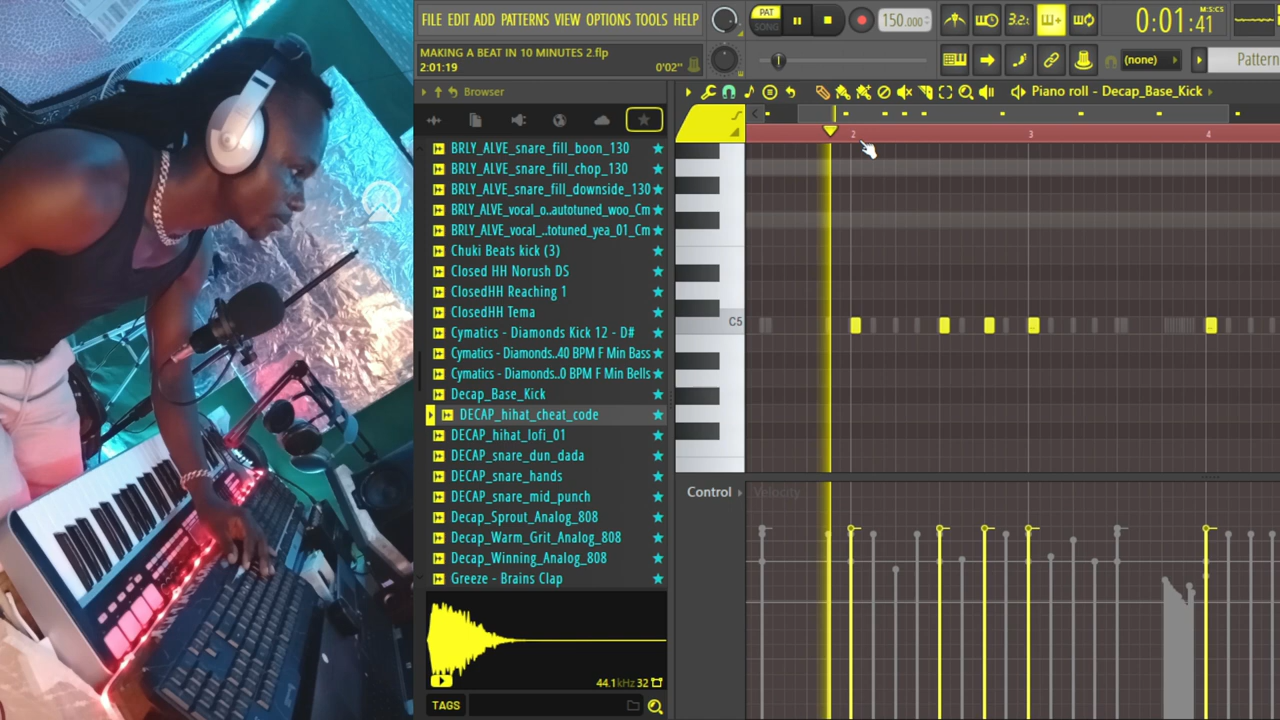 FILE EDIT ADD PATTERNS VIEW OPTIONS TOOLS HELP
PAT
SONG
150.000
3.2:
0:01:41
M:S:CS
MAKING A BEAT IN 10 MINUTES 2.flp
2:01:19
0'02"
(none)
Pattern
Browser
Piano roll - Decap_Base_Kick
2
3
4
BRLY_ALVE_snare_fill_boon_130
BRLY_ALVE_snare_fill_chop_130
BRLY_ALVE_snare_fill_downside_130
BRLY_ALVE_vocal_o..autotuned_woo_Cm
BRLY_ALVE_vocal_..totuned_yea_01_Cm
Chuki Beats kick (3)
Closed HH Norush DS
ClosedHH Reaching 1
ClosedHH Tema
Cymatics - Diamonds Kick 12 - D#
Cymatics - Diamonds..40 BPM F Min Bass
Cymatics - Diamonds..0 BPM F Min Bells
Decap_Base_Kick
DECAP_hihat_cheat_code
DECAP_hihat_lofi_01
DECAP_snare_dun_dada
DECAP_snare_hands
DECAP_snare_mid_punch
Decap_Sprout_Analog_808
Decap_Warm_Grit_Analog_808
Decap_Winning_Analog_808
Greeze - Brains Clap
C5
Control
Velocity
44.1kHz 32
TAGS